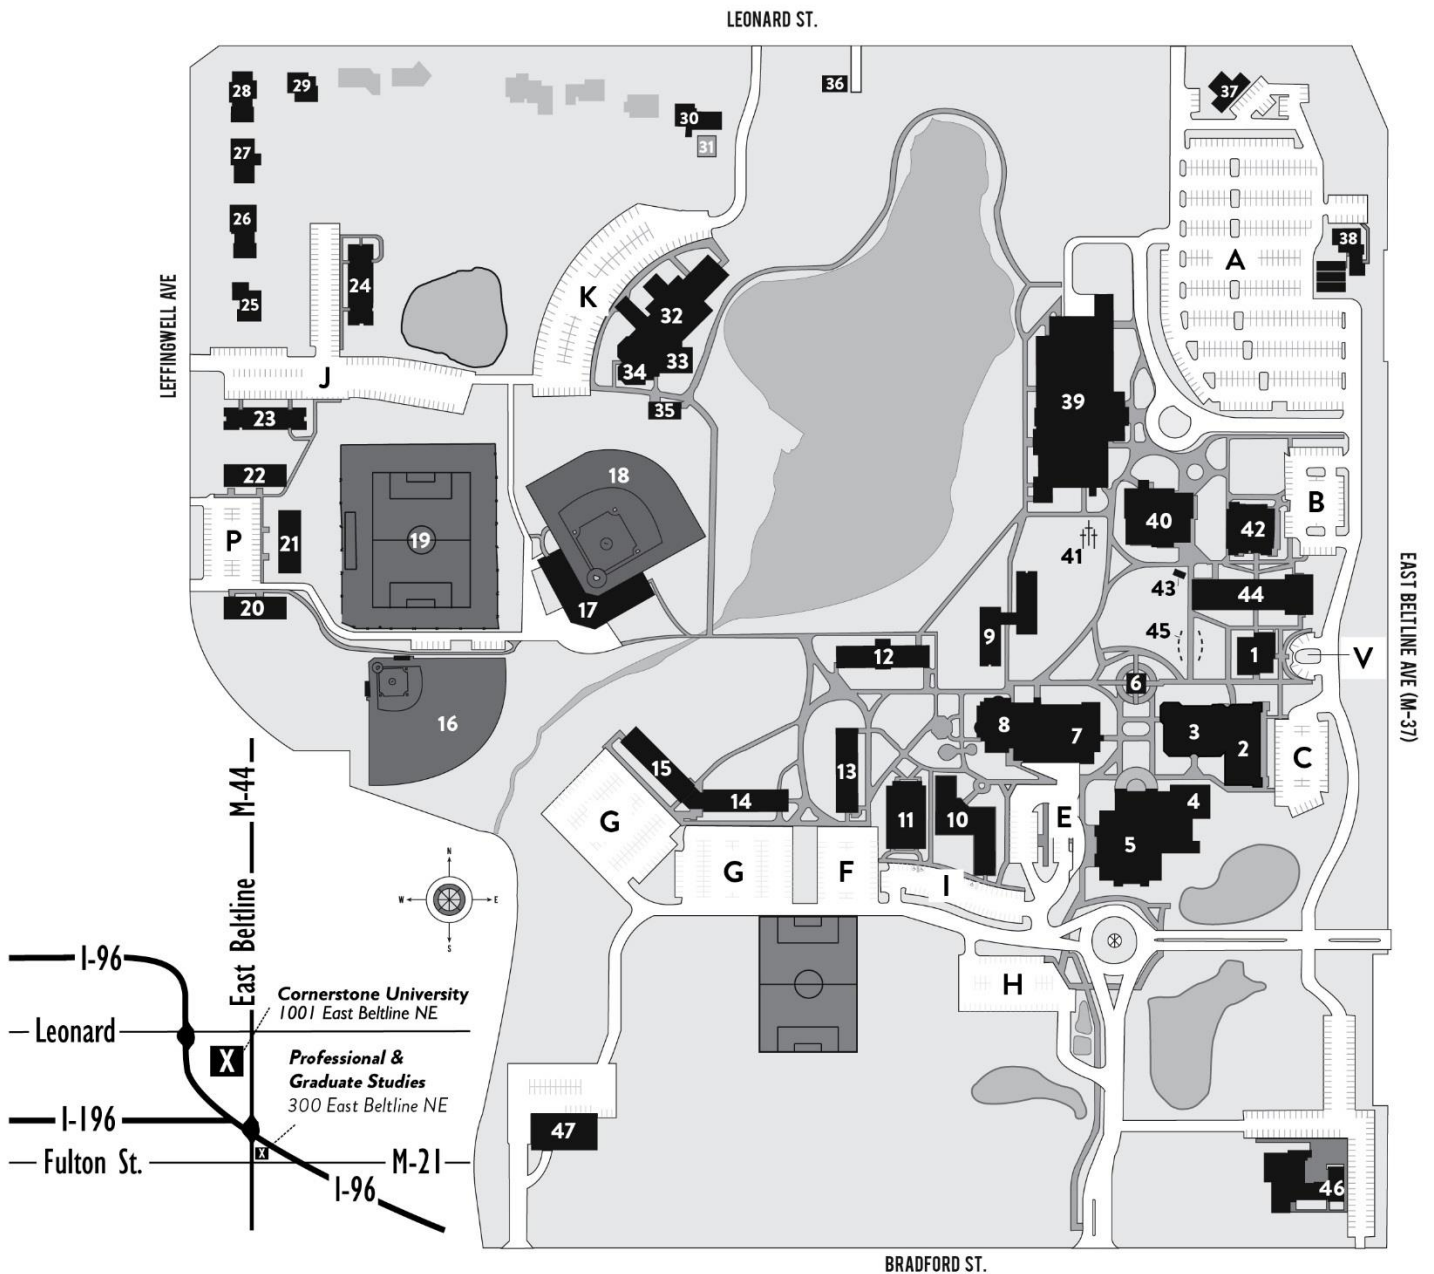 LEONARD ST.
28
29
36
37
30
31
27
26
38
24
A
25
K
32
LEFFINGWELL AVE
33
34
J
39
35
23
22
18
B
40
42
P
21
19
41
EAST BELTLINE AVE (M-37)
43
44
20
17
45
9
12
1
V
6
16
8
7
3
2
15
13
C
14
4
G
11
10
E
5
G
F
I
H
47
46
BRADFORD ST.
N
W
E
S
M-44
East Beltline
I-96
Cornerstone University
1001 East Beltline NE
Leonard
X
Professional &
Graduate Studies
300 East Beltline NE
I-196
X
Fulton St.
M-21
I-96